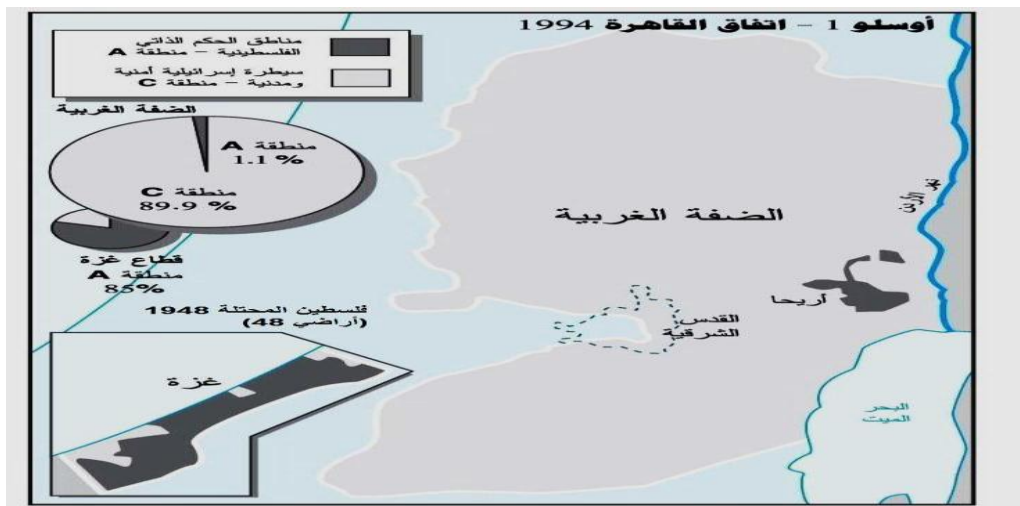 أوسلو 1 – اتفاق القاهرة 1994
مناطق الحكم الذاتي
الفلسطينية – منطقة A
سيطرة إسرائيلية أمنية
ومدنية – منطقة C
الضفة الغربية
منطقة A
1.1 %
منطقة C
89.9 %
قطاع غزة
منطقة A
85%
فلسطين المحتلة 1948
(أراضي 48)
غزة
الضفة الغربية
نهر الأردن
أريحا
القدس
الشرقية
البحر
الميت